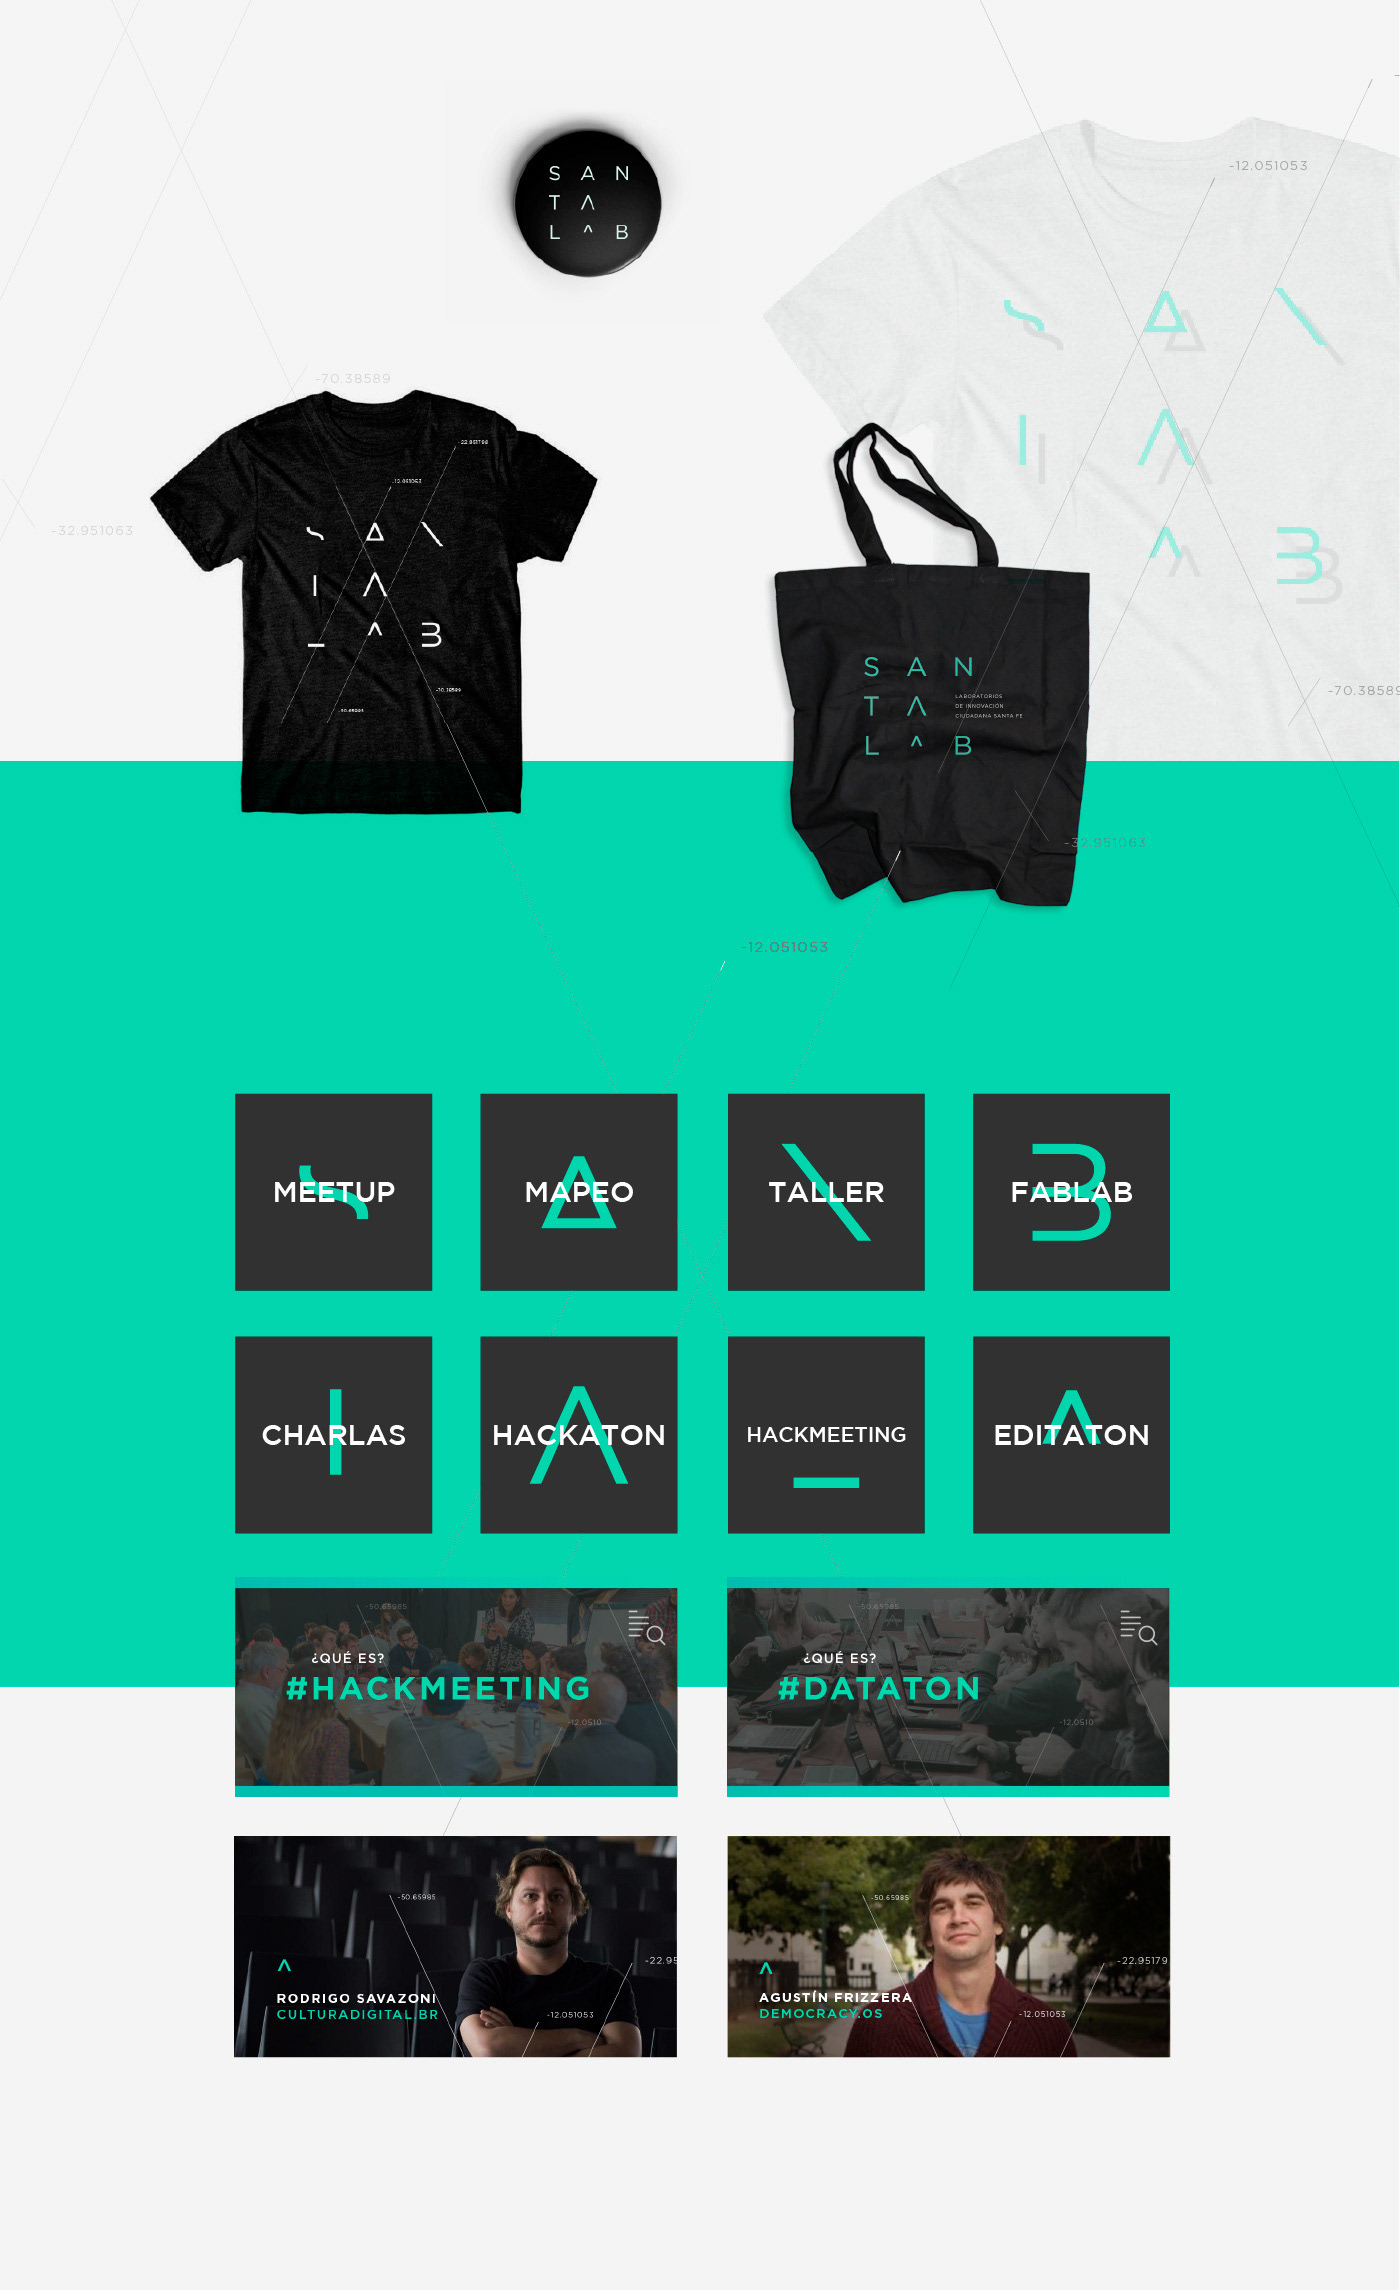 S A N
T A
L A B
-12.051053
-70.38589
-22.951796
-12.051053
-32.951063
S A N
T A
L A B
LABORATORIOS
DE INNOVACIÓN
CIUDADANA SANTA FE
-70.38589
-70.38589
-50.65985
-32.951063
-12.051053
MEETUP
MAPEO
TALLER
FABLAB
CHARLAS
HACKATON
HACKMEETING
EDITATON
-50.65985
¿QUÉ ES?
#HACKMEETING
-12.0510
-50.65985
¿QUÉ ES?
#DATATON
-12.0510
-50.65985
-22.95
RODRIGO SAVAZONI
CULTURADIGITAL.BR
-12.051053
-50.65985
-22.95179
AGUSTÍN FRIZZERA
DEMOCRACY.OS
-12.051053